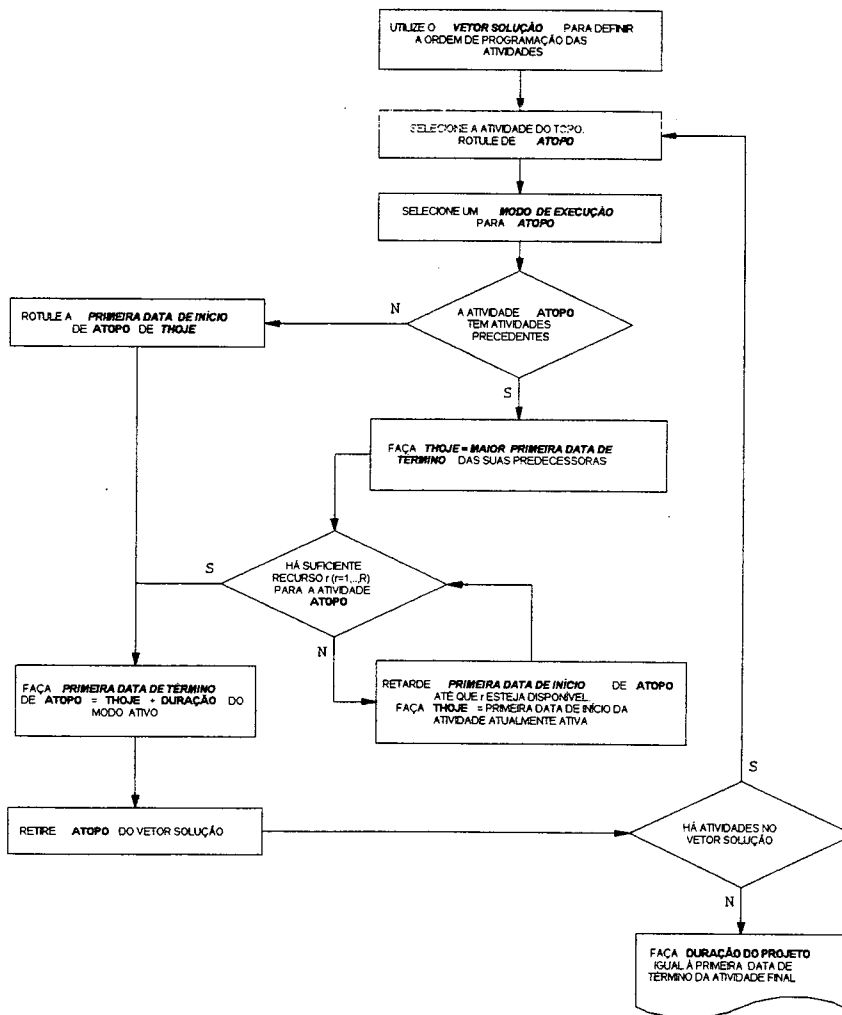 UTILIZE O VETOR SOLUÇÃO PARA DEFINIR
A ORDEM DE PROGRAMAÇÃO DAS
ATIVIDADES
SELECIONE A ATIVIDADE DO TOPO.
ROTULE DE ATOPO
SELECIONE UM MODO DE EXECUÇÃO
PARA ATOPO
A ATIVIDADE ATOPO
TEM ATIVIDADES
PRECEDENTES
N
ROTULE A PRIMEIRA DATA DE INÍCIO
DE ATOPO DE THOJE
S
FAÇA THOJE = MAIOR PRIMEIRA DATA DE
TÉRMINO DAS SUAS PREDECESSORAS
HÁ SUFICIENTE
RECURSO r (r=1,..,R)
PARA A ATIVIDADE
ATOPO
S
N
RETARDE PRIMEIRA DATA DE INÍCIO DE ATOPO
ATÉ QUE r ESTEJA DISPONÍVEL.
FAÇA THOJE = PRIMEIRA DATA DE INÍCIO DA
ATIVIDADE ATUALMENTE ATIVA
FAÇA PRIMEIRA DATA DE TÉRMINO
DE ATOPO = THOJE + DURAÇÃO DO
MODO ATIVO
RETIRE ATOPO DO VETOR SOLUÇÃO
S
HÁ ATIVIDADES NO
VETOR SOLUÇÃO
N
FAÇA DURAÇÃO DO PROJETO
IGUAL À PRIMEIRA DATA DE
TÉRMINO DA ATIVIDADE FINAL